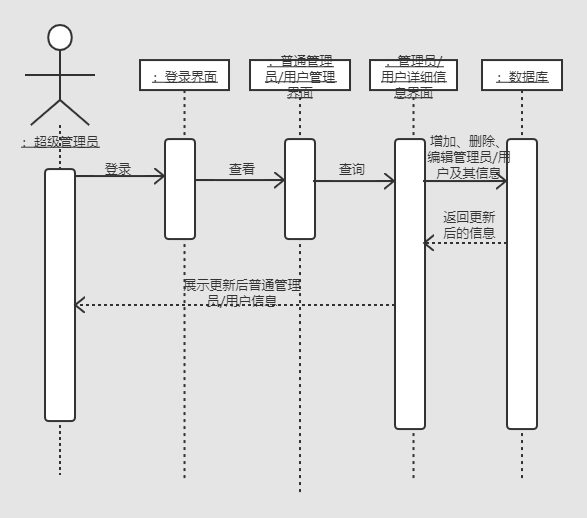 ：登录界面
：普通管理
员/用户管理
界面
：管理员/
用户详细信
息界面
：数据库
：超级管理员
登录
查看
查询
增加、删除、
编辑管理员/用
户及其信息
返回更新
后的信息
展示更新后普通管理
员/用户信息